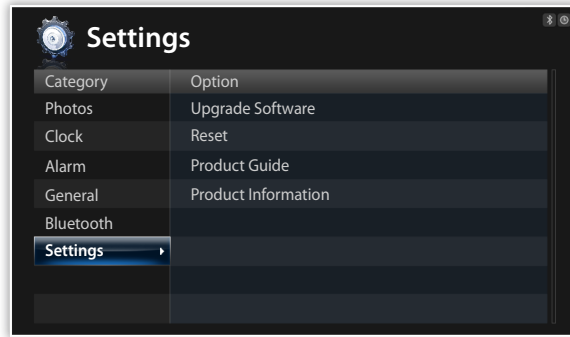 Settings
Category Option
Photos Upgrade Software
Clock Reset
Alarm Product Guide
General Product Information
Bluetooth
Settings